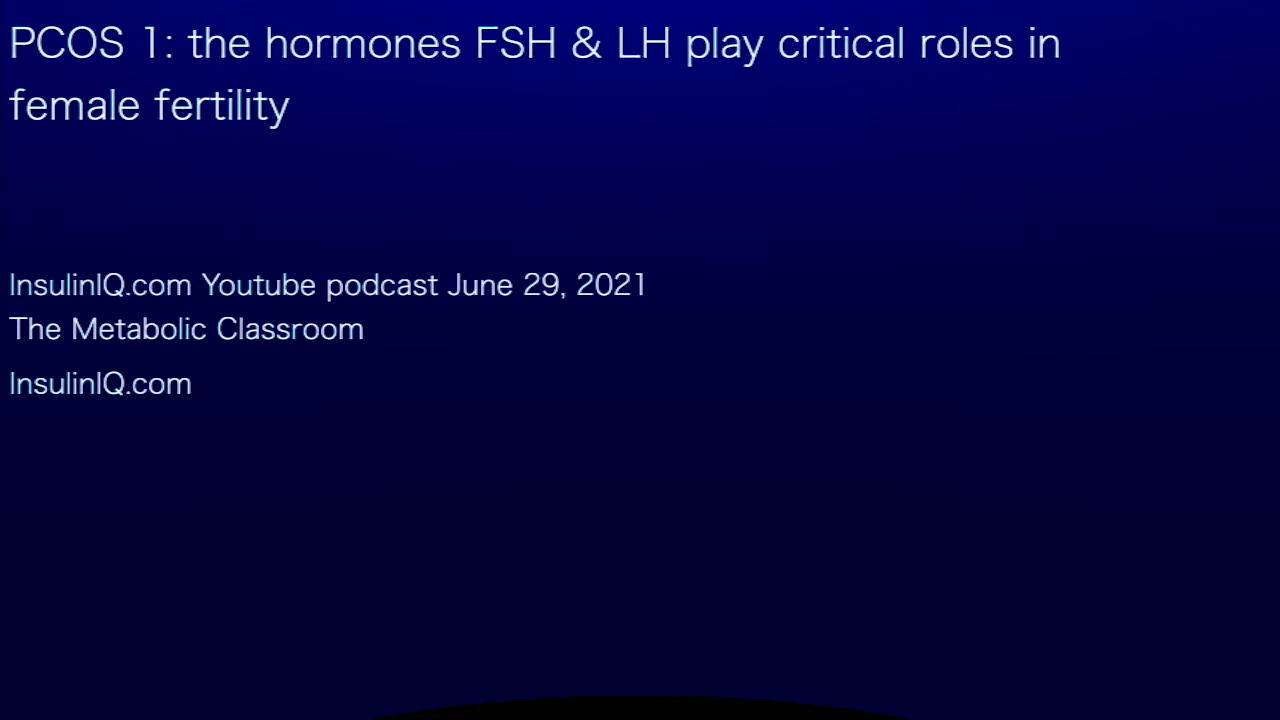 PCOS 1: the hormones FSH & LH play critical roles in
female fertility
InsulinIQ.com Youtube podcast June 29, 2021
The Metabolic Classroom
InsulinIQ.com